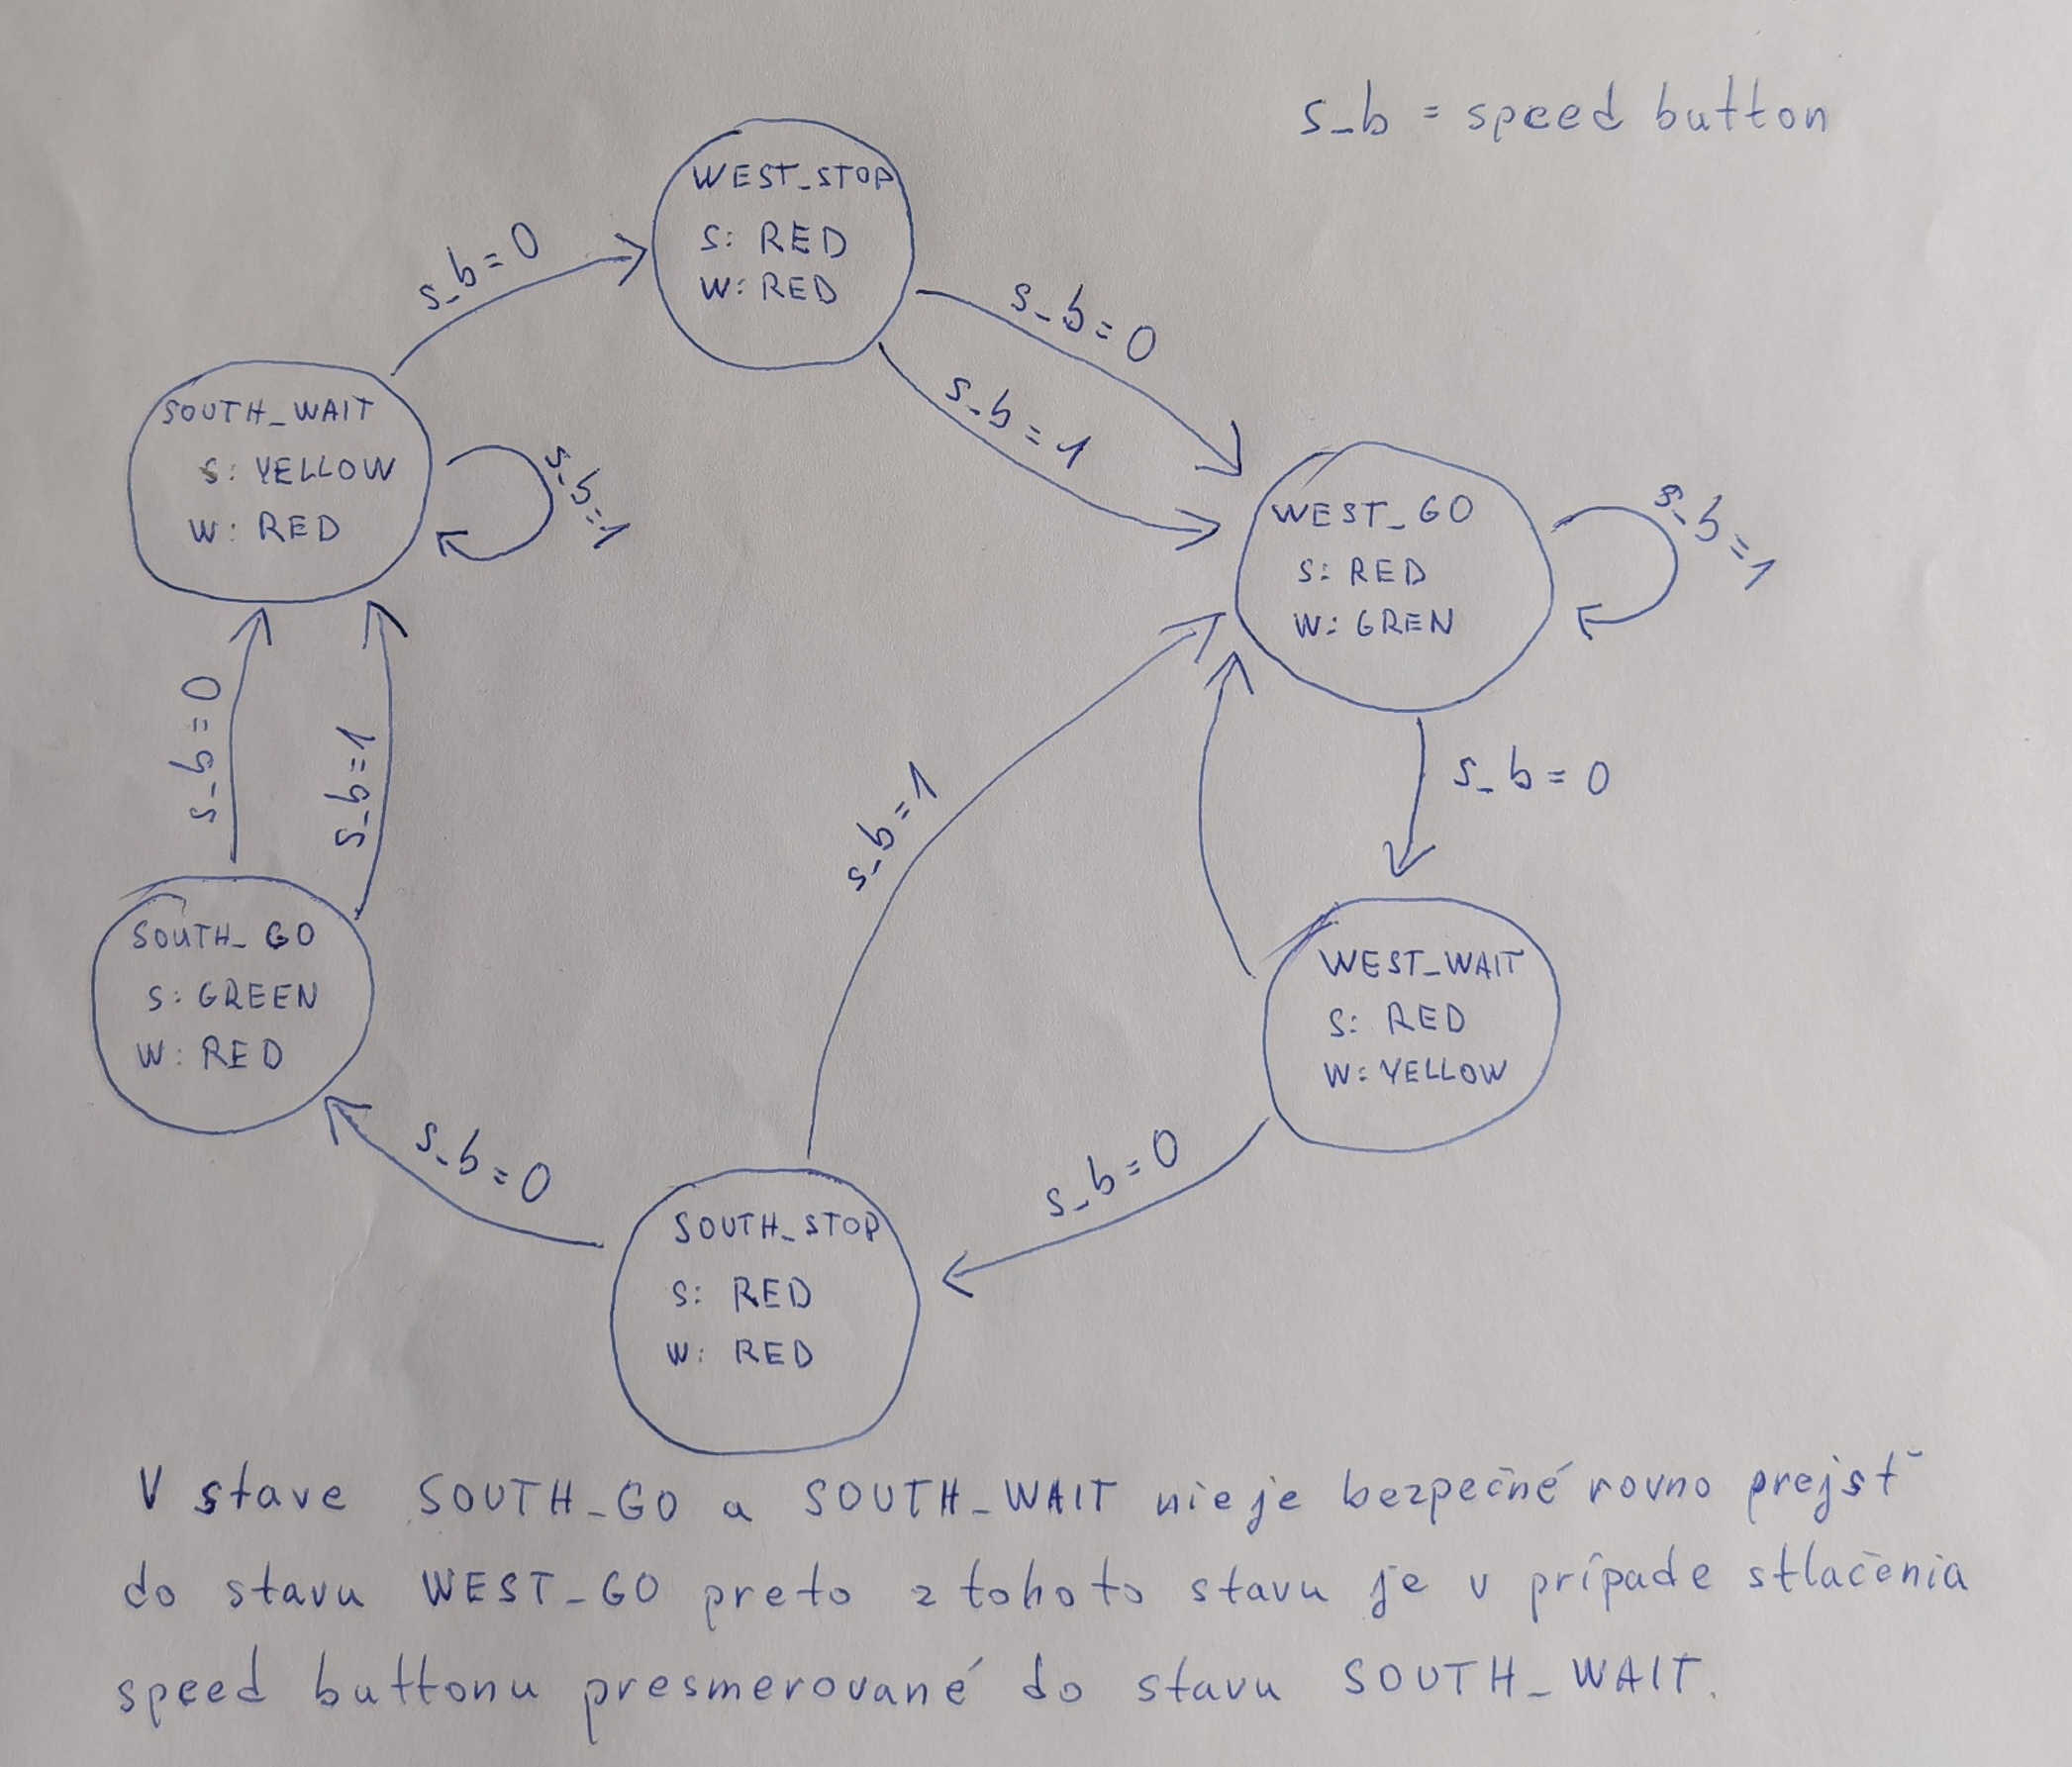 s_b = speed button
WEST_STOP
S: RED
W: RED
s_b=0
s_b=0
s_b=1
SOUTH_WAIT
S: YELLOW
W: RED
s_b=1
WEST_GO
S: RED
W: GREN
s_b=1
s_b=0
s_b=1
s_b=1
s_b=0
SOUTH_GO
S: GREEN
W: RED
WEST_WAIT
S: RED
W: YELLOW
s_b=0
s_b=0
SOUTH_STOP
S: RED
W: RED
V stave SOUTH_GO a SOUTH_WAIT nieje bezpečné rovno prejsť
do stavu WEST_GO preto z tohoto stavu je v prípade stlačenia
speed buttonu presmerované do stavu SOUTH_WAIT.